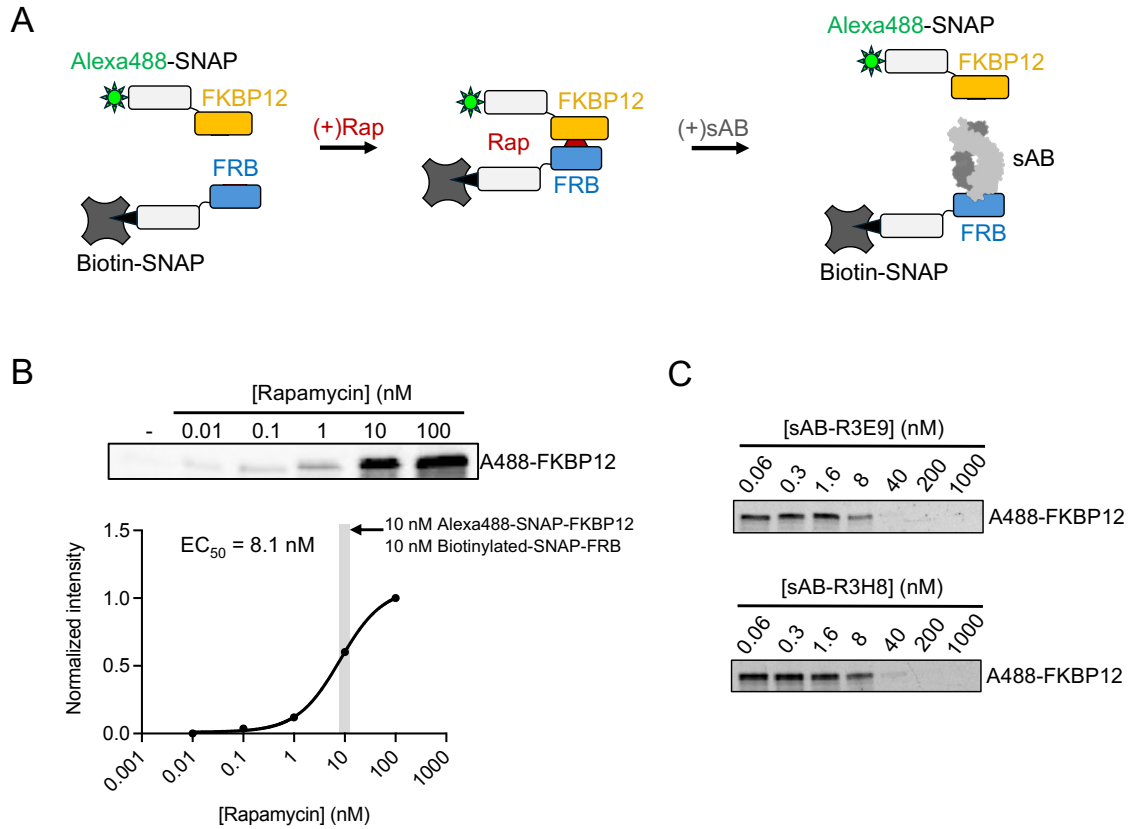 A
Alexa488-SNAP
FKBP12
FRB
Biotin-SNAP
(+)Rap
FKBP12
Rap
FRB
(+)sAB
Alexa488-SNAP
FKBP12
sAB
FRB
Biotin-SNAP
B
[Rapamycin] (nM
- 0.01 0.1 1 10 100
A488-FKBP12
EC50 = 8.1 nM
10 nM Alexa488-SNAP-FKBP12
10 nM Biotinylated-SNAP-FRB
Normalized intensity
1.5
1.0
0.5
0.0
0.001 0.01 0.1 1 10 100 1000
[Rapamycin] (nM)
C
[sAB-R3E9] (nM)
0.06 0.3 1.6 8 40 200 1000
A488-FKBP12
[sAB-R3H8] (nM)
0.06 0.3 1.6 8 40 200 1000
A488-FKBP12